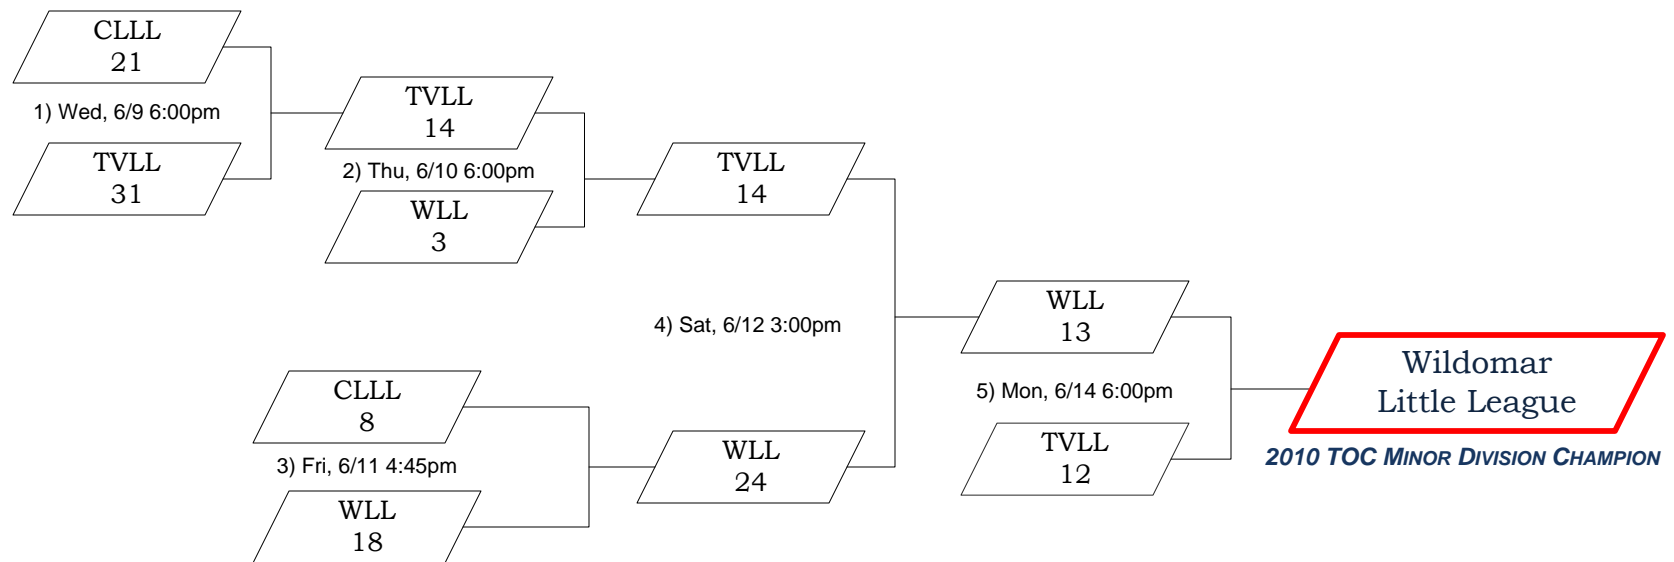 CLLL
21
1) Wed, 6/9 6:00pm
TVLL
31
TVLL
14
2) Thu, 6/10 6:00pm
WLL
3
TVLL
14
4) Sat, 6/12 3:00pm
CLLL
8
3) Fri, 6/11 4:45pm
WLL
18
WLL
24
WLL
13
5) Mon, 6/14 6:00pm
TVLL
12
Wildomar
Little League
2010 TOC MINOR DIVISION CHAMPION